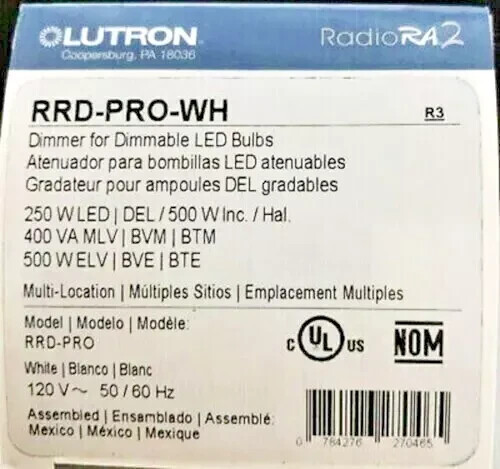 LUTRON
RadioRA2
Coopersburg, PA 18036
RRD-PRO-WH
R3
Dimmer for Dimmable LED Bulbs
Atenuador para bombillas LED atenuables
Gradateur pour ampoules DEL gradables
250 W LED | DEL / 500 W Inc. / Hal.
400 VA MLV | BVM | BTM
500 W ELV | BVE | BTE
Multi-Location | Múltiples Sitios | Emplacement Multiples
Model | Modelo | Modèle:
RRD-PRO
C UL US
NOM
White | Blanco | Blanc
120 V~ 50 / 60 Hz
Assembled | Ensamblado | Assemblé:
Mexico | México | Mexique
0 784276 270465